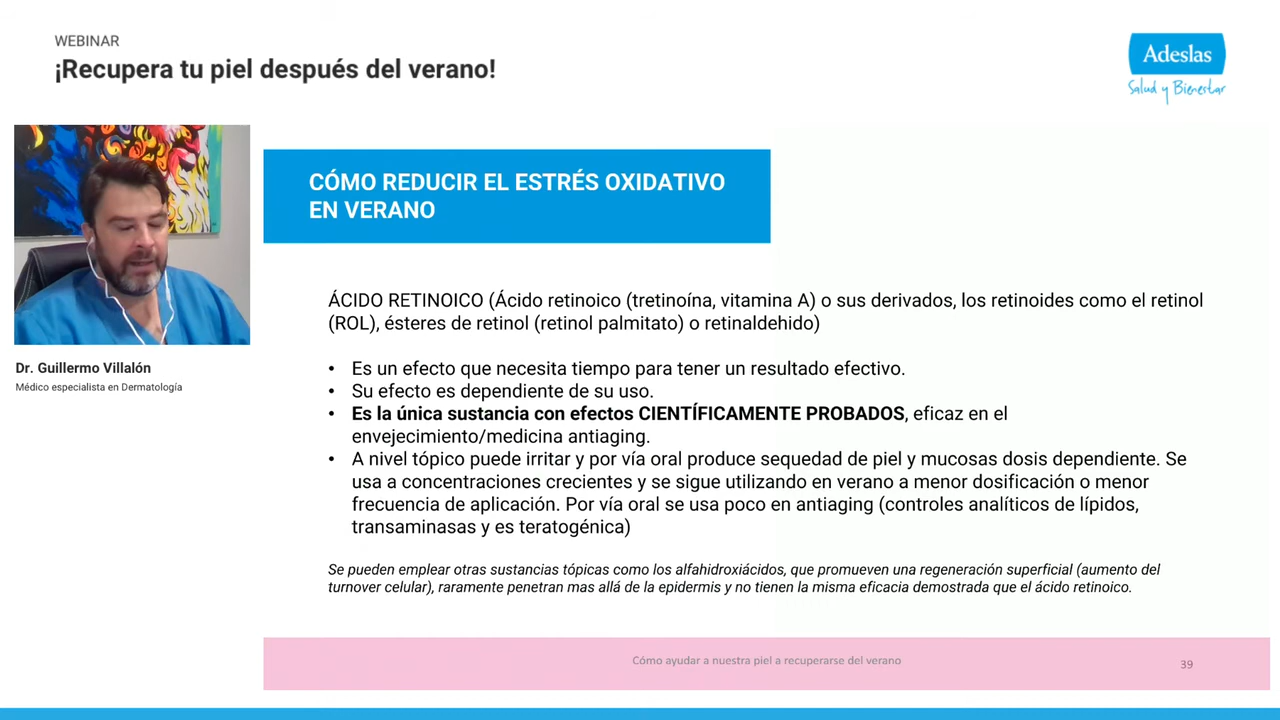 WEBINAR
¡Recupera tu piel después del verano!
Adeslas
Salud y Bienestar
CÓMO REDUCIR EL ESTRÉS OXIDATIVO
EN VERANO
Dr. Guillermo Villalón
Médico especialista en Dermatología
ÁCIDO RETINOICO (Ácido retinoico (tretinoína, vitamina A) o sus derivados, los retinoides como el retinol
(ROL), ésteres de retinol (retinol palmitato) o retinaldehido)
• Es un efecto que necesita tiempo para tener un resultado efectivo.
• Su efecto es dependiente de su uso.
• Es la única sustancia con efectos CIENTÍFICAMENTE PROBADOS, eficaz en el
envejecimiento/medicina antiaging.
• A nivel tópico puede irritar y por vía oral produce sequedad de piel y mucosas dosis dependiente. Se
usa a concentraciones crecientes y se sigue utilizando en verano a menor dosificación o menor
frecuencia de aplicación. Por vía oral se usa poco en antiaging (controles analíticos de lípidos,
transaminasas y es teratogénica)
Se pueden emplear otras sustancias tópicas como los alfahidroxiácidos, que promueven una regeneración superficial (aumento del
turnover celular), raramente penetran mas allá de la epidermis y no tienen la misma eficacia demostrada que el ácido retinoico.
Cómo ayudar a nuestra piel a recuperarse del verano
39